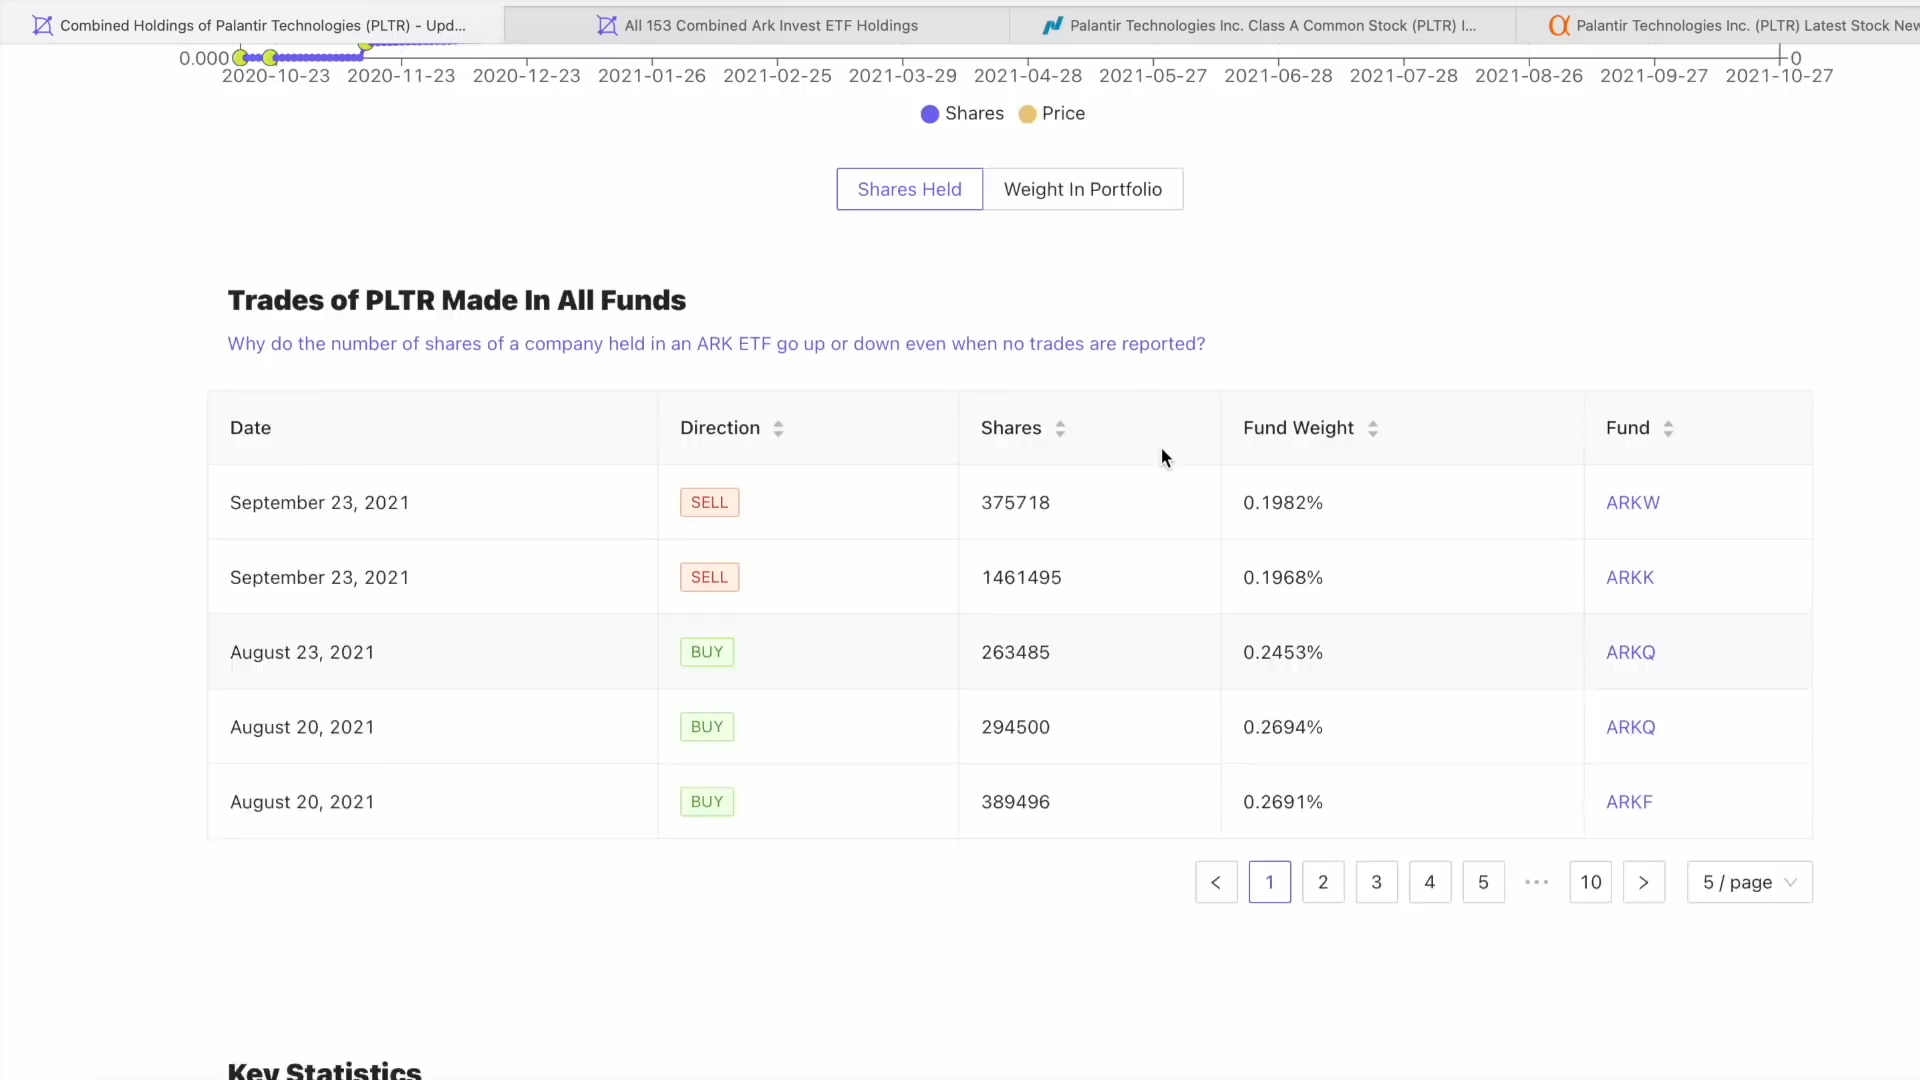 Combined Holdings of Palantir Technologies (PLTR) - Upd...
All 153 Combined Ark Invest ETF Holdings
Palantir Technologies Inc. Class A Common Stock (PLTR) I...
Palantir Technologies Inc. (PLTR) Latest Stock New
0.000
0
2020-10-23 2020-11-23 2020-12-23 2021-01-26 2021-02-25 2021-03-29 2021-04-28 2021-05-27 2021-06-28 2021-07-28 2021-08-26 2021-09-27 2021-10-27
Shares Price
Shares Held Weight In Portfolio
Trades of PLTR Made In All Funds
Why do the number of shares of a company held in an ARK ETF go up or down even when no trades are reported?
Date Direction Shares Fund Weight Fund
September 23, 2021 SELL 375718 0.1982% ARKW
September 23, 2021 SELL 1461495 0.1968% ARKK
August 23, 2021 BUY 263485 0.2453% ARKQ
August 20, 2021 BUY 294500 0.2694% ARKQ
August 20, 2021 BUY 389496 0.2691% ARKF
< 1 2 3 4 5 ••• 10 > 5 / page
Key Statistics